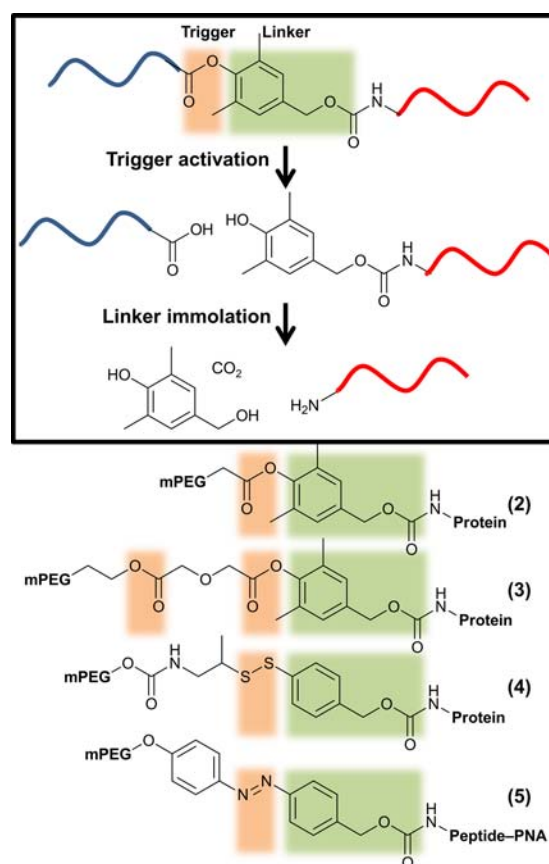 Trigger Linker
O
O
O
O
H
N
Trigger activation
OH
O
HO
O
O
H
N
Linker immolation
HO
CO2
OH
H2N
mPEG
O
O
O
O
H
N
Protein
(2)
mPEG
O
O
O
O
O
O
O
H
N
Protein
(3)
mPEG
O
O
H
N
S
S
O
O
H
N
Protein
(4)
mPEG
O
N
N
O
O
H
N
Peptide–PNA
(5)